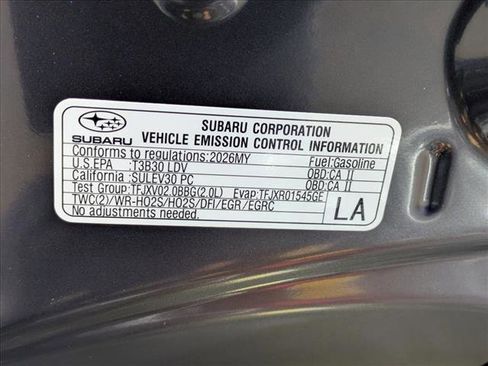 SUBARU CORPORATION
SUBARU
VEHICLE EMISSION CONTROL INFORMATION
Conforms to regulations:2026MY Fuel:Gasoline
U.S.EPA :T3B30 LDV OBD:CA II
California :SULEV30 PC OBD:CA II
Test Group:TFJXV02.0BBG(2.0L) Evap:TFJXR01545GE
TWC(2)/WR-HO2S/HO2S/DFI/EGR/EGRC
No adjustments needed.
LA